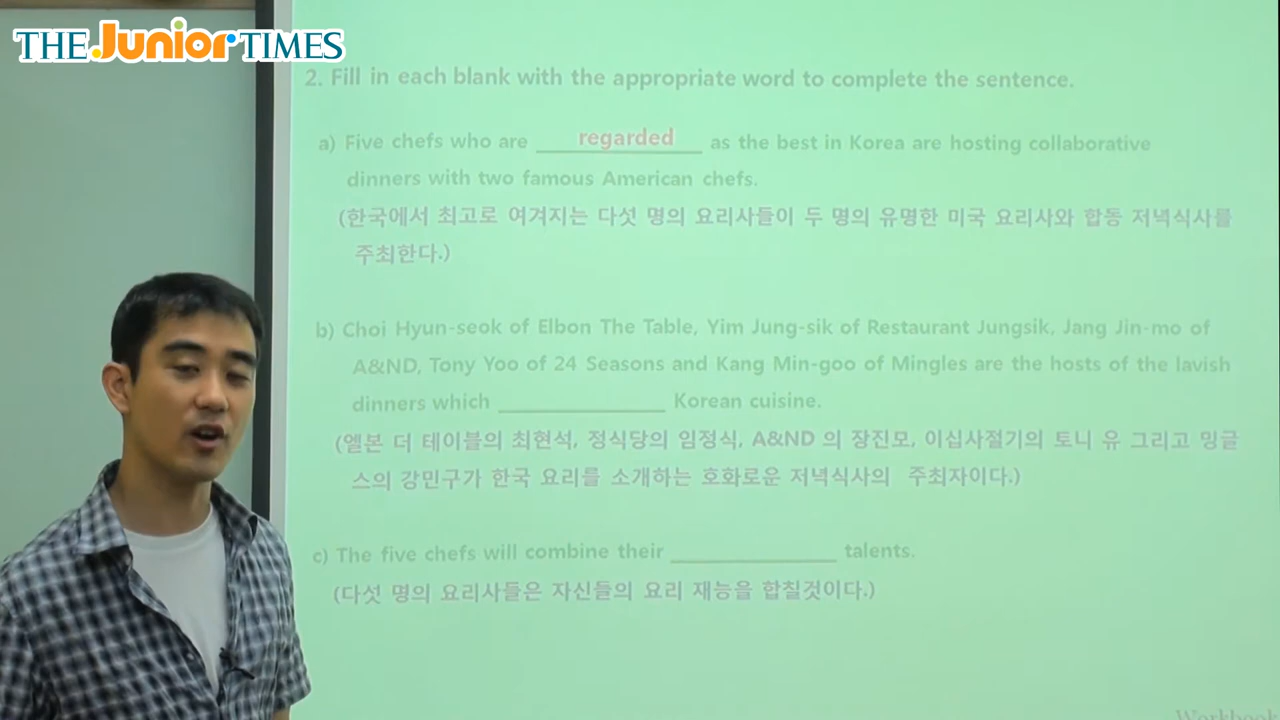 THE Junior TIMES
2. Fill in each blank with the appropriate word to complete the sentence.
a) Five chefs who are regarded as the best in Korea are hosting collaborative
dinners with two famous American chefs.
(한국에서 최고로 여겨지는 다섯 명의 요리사들이 두 명의 유명한 미국 요리사와 합동 저녁식사를
주최한다.)
b) Choi Hyun-seok of Elbon The Table, Yim Jung-sik of Restaurant Jungsik, Jang Jin-mo of
A&ND, Tony Yoo of 24 Seasons and Kang Min-goo of Mingles are the hosts of the lavish
dinners which ______________ Korean cuisine.
(엘본 더 테이블의 최현석, 정식당의 임정식, A&ND 의 장진모, 이십사절기의 토니 유 그리고 밍글
스의 강민구가 한국 요리를 소개하는 호화로운 저녁식사의 주최자이다.)
c) The five chefs will combine their ______________ talents.
(다섯 명의 요리사들은 자신들의 요리 재능을 합칠것이다.)
Workbook